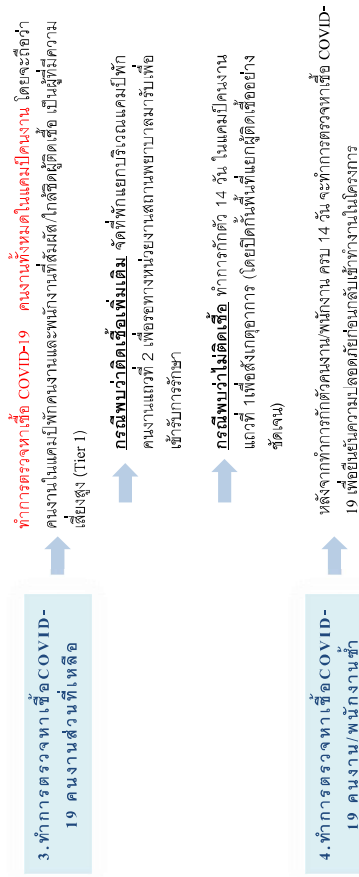 3.ทำการตรวจหาเชื้อCOVID-
19 คนงานส่วนที่เหลือ
ทำการตรวจหาเชื้อ COVID-19 คนงานทั้งหมดในแคมป์คนงาน โดยจะถือว่า
คนงานในแคมป์พักคนงานและพนักงานที่สัมผัส/ใกล้ชิดผู้ติดเชื้อ เป็นผู้ที่มีความ
เสี่ยงสูง (Tier 1)
กรณีพบว่าติดเชื้อเพิ่มเติม จัดที่พักแยกบริเวณแคมป์พัก
คนงานแถวที่ 2 เพื่อรอทางหน่วยงานสถานพยาบาลมารับเพื่อ
เข้ารับการรักษา
กรณีพบว่าไม่ติดเชื้อ ทำการกักตัว 14 วัน ในแคมป์คนงาน
แถวที่ 1เพื่อสังเกตุอาการ (โดยปิดกั้นพื้นที่แยกผู้ติดเชื้ออย่าง
ชัดเจน)
4.ทำการตรวจหาเชื้อCOVID-
19 คนงาน/พนักงานซ้ำ
หลังจากทำการกักตัวคนงาน/พนักงาน ครบ 14 วัน จะทำการตรวจหาเชื้อ COVID-
19 เพื่อยืนยันความปลอดภัยก่อนกลับเข้าทำงานในโครงการ